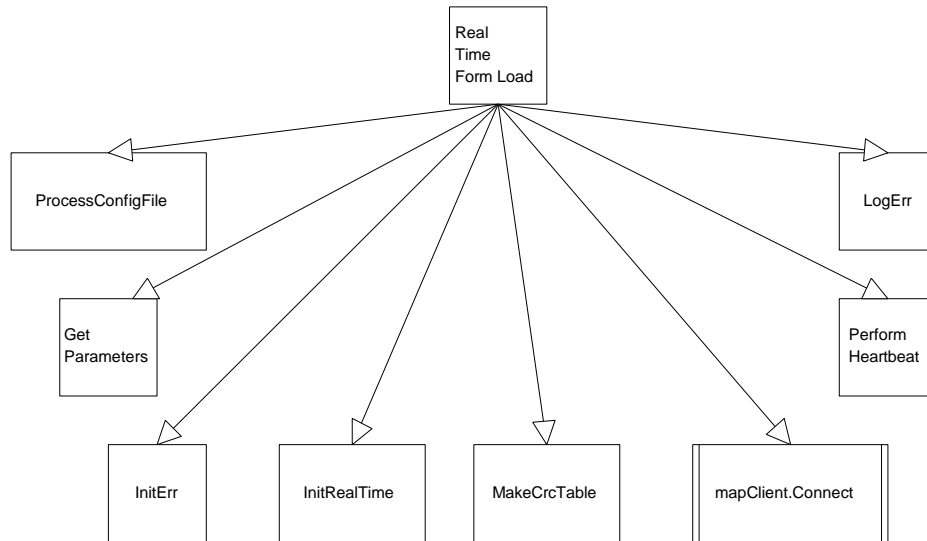 Real
Time
Form Load
ProcessConfigFile
LogErr
Get
Parameters
Perform
Heartbeat
InitErr
InitRealTime
MakeCrcTable
mapClient.Connect